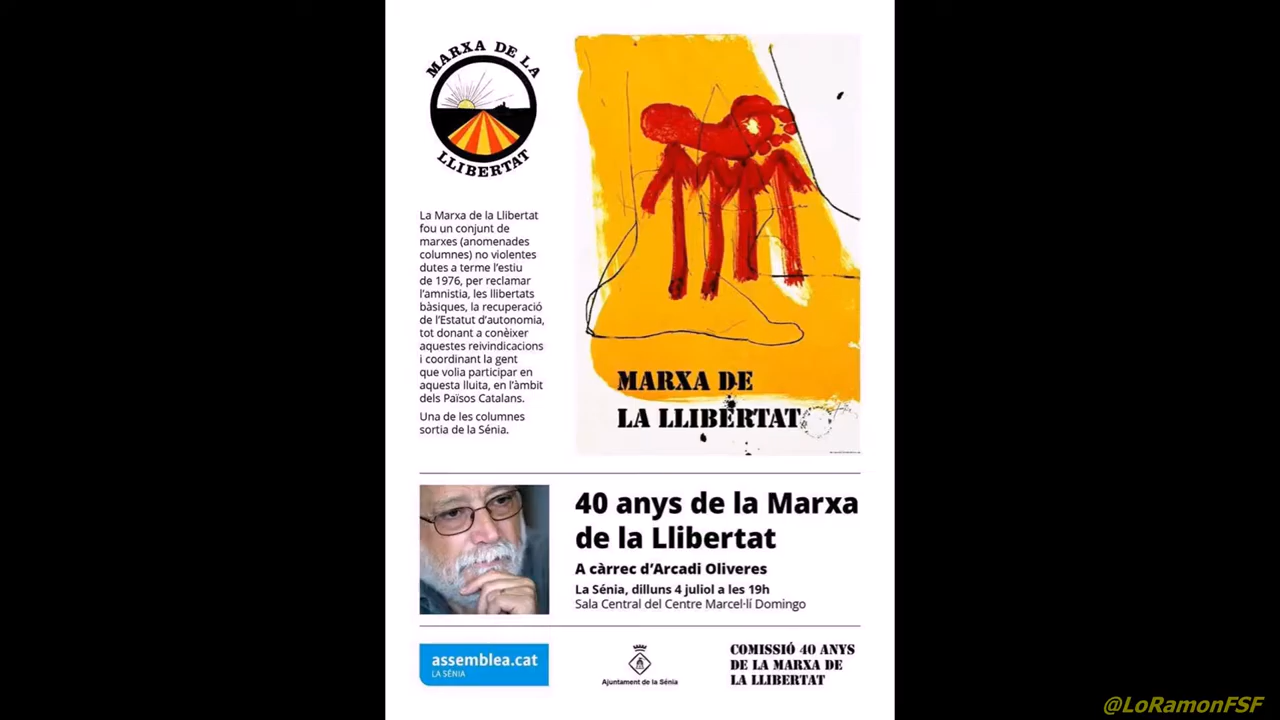 MARXA DE LA
LLIBERTAT
La Marxa de la Llibertat
fou un conjunt de
marxes (anomenades
columnes) no violentes
dutes a terme l'estiu
de 1976, per reclamar
l'amnistia, les llibertats
bàsiques, la recuperació
de l'Estatut d'autonomia,
tot donant a conèixer
aquestes reivindicacions
i coordinant la gent
que volia participar en
aquesta lluita, en l'àmbit
dels Països Catalans.
Una de les columnes
sortia de la Sénia.
MARXA DE
LA LLIBERTAT
40 anys de la Marxa
de la Llibertat
A càrrec d'Arcadi Oliveres
La Sénia, dilluns 4 juliol a les 19h
Sala Central del Centre Marcel·lí Domingo
assemblea.cat
LA SÉNIA
Ajuntament de la Sénia
COMISSIÓ 40 ANYS
DE LA MARXA DE
LA LLIBERTAT
@LoRamonFSF